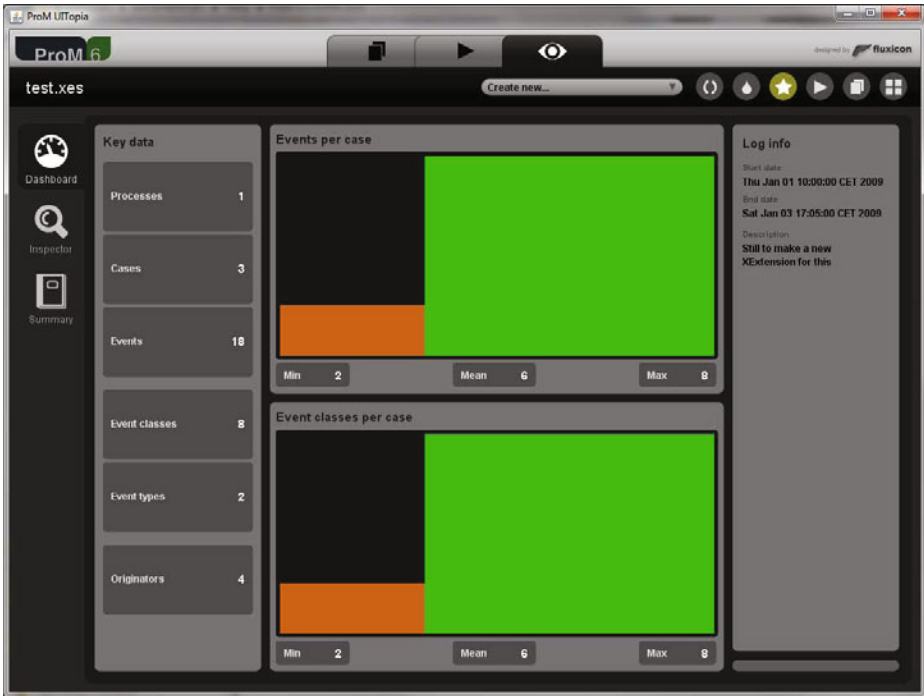 ProM UITopia
ProM 6
designed by fluxicon
test.xes
Create new...
Dashboard
Inspector
Summary
Key data
Processes 1
Cases 3
Events 18
Event classes 8
Event types 2
Originators 4
Events per case
Min 2 Mean 6 Max 8
Event classes per case
Min 2 Mean 6 Max 8
Log info
Start date
Thu Jan 01 10:00:00 CET 2009
End date
Sat Jan 03 17:05:00 CET 2009
Description
Still to make a new
XExtension for this